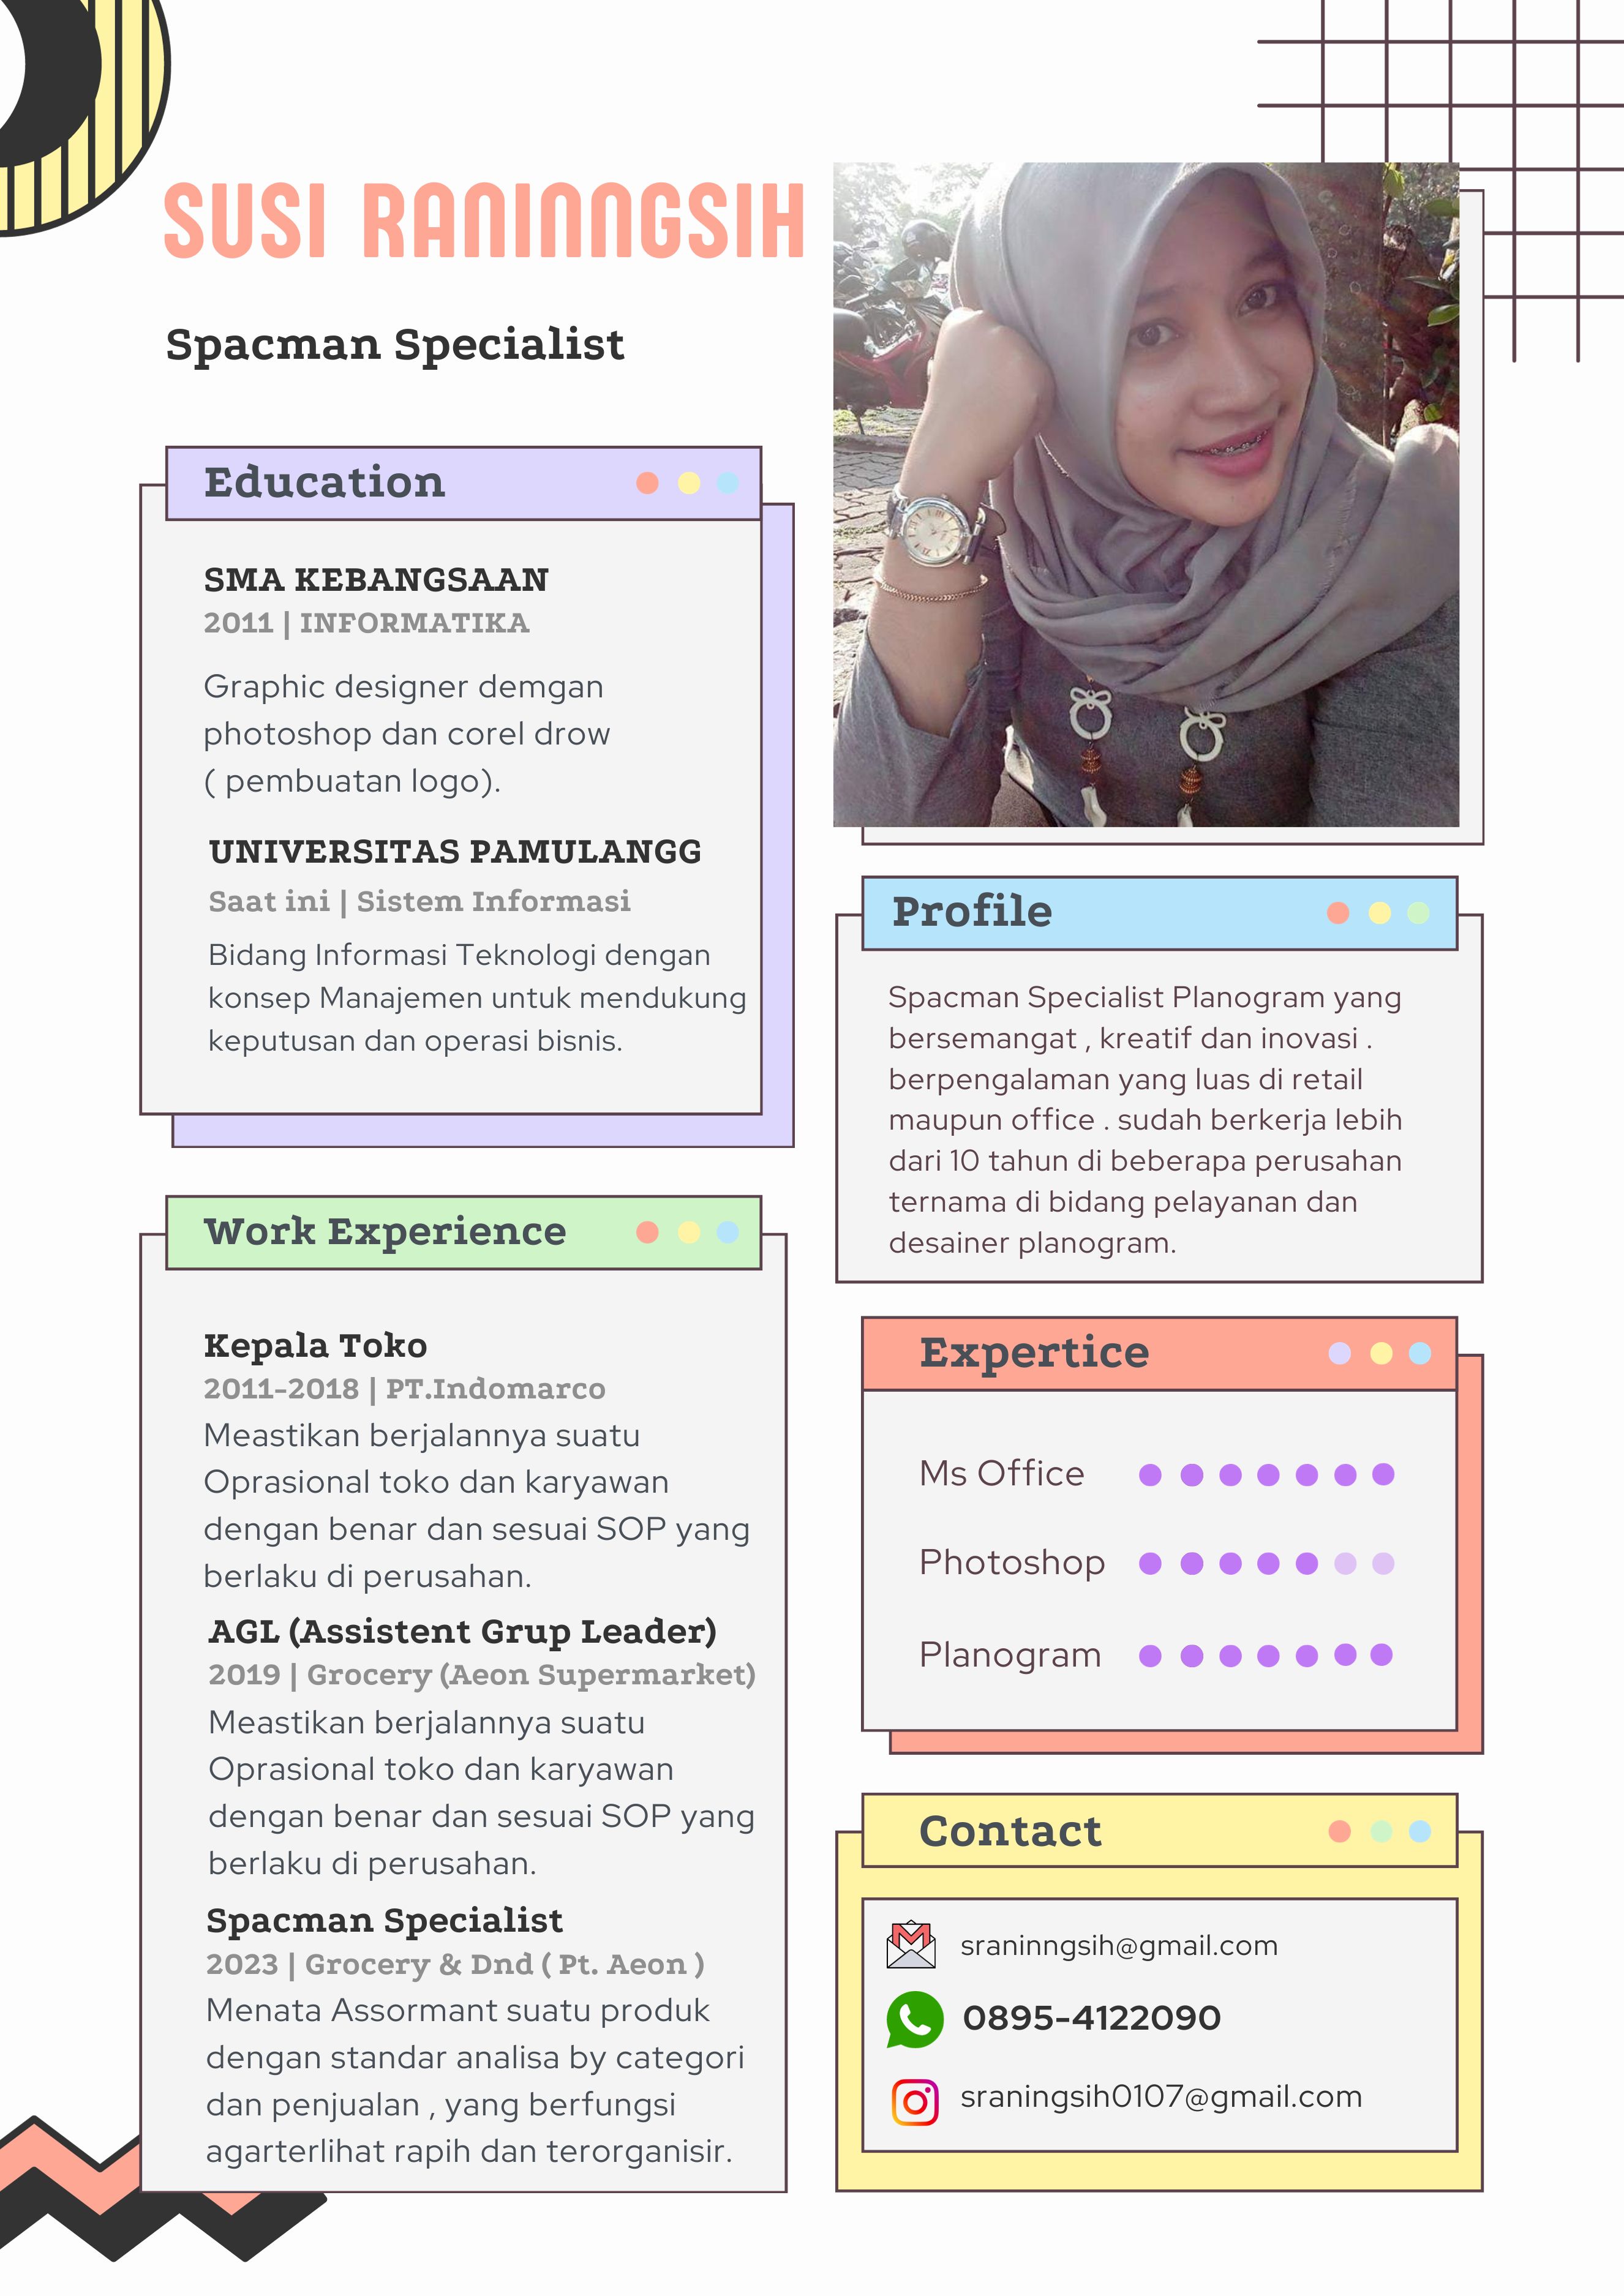 SUSI RANINNGSIH
Spacman Specialist
Education
SMA KEBANGSAAN
2011 | INFORMATIKA
Graphic designer demgan
photoshop dan corel drow
( pembuatan logo).
UNIVERSITAS PAMULANGG
Saat ini | Sistem Informasi
Bidang Informasi Teknologi dengan
konsep Manajemen untuk mendukung
keputusan dan operasi bisnis.
Work Experience
Kepala Toko
2011-2018 | PT.Indomarco
Meastikan berjalannya suatu
Oprasional toko dan karyawan
dengan benar dan sesuai SOP yang
berlaku di perusahan.
AGL (Assistent Grup Leader)
2019 | Grocery (Aeon Supermarket)
Meastikan berjalannya suatu
Oprasional toko dan karyawan
dengan benar dan sesuai SOP yang
berlaku di perusahan.
Spacman Specialist
2023 | Grocery & Dnd ( Pt. Aeon )
Menata Assormant suatu produk
dengan standar analisa by categori
dan penjualan , yang berfungsi
agarterlihat rapih dan terorganisir.
Profile
Spacman Specialist Planogram yang
bersemangat , kreatif dan inovasi .
berpengalaman yang luas di retail
maupun office . sudah berkerja lebih
dari 10 tahun di beberapa perusahan
ternama di bidang pelayanan dan
desainer planogram.
Expertice
Ms Office
Photoshop
Planogram
Contact
sraninngsih@gmail.com
0895-4122090
sraningsih0107@gmail.com